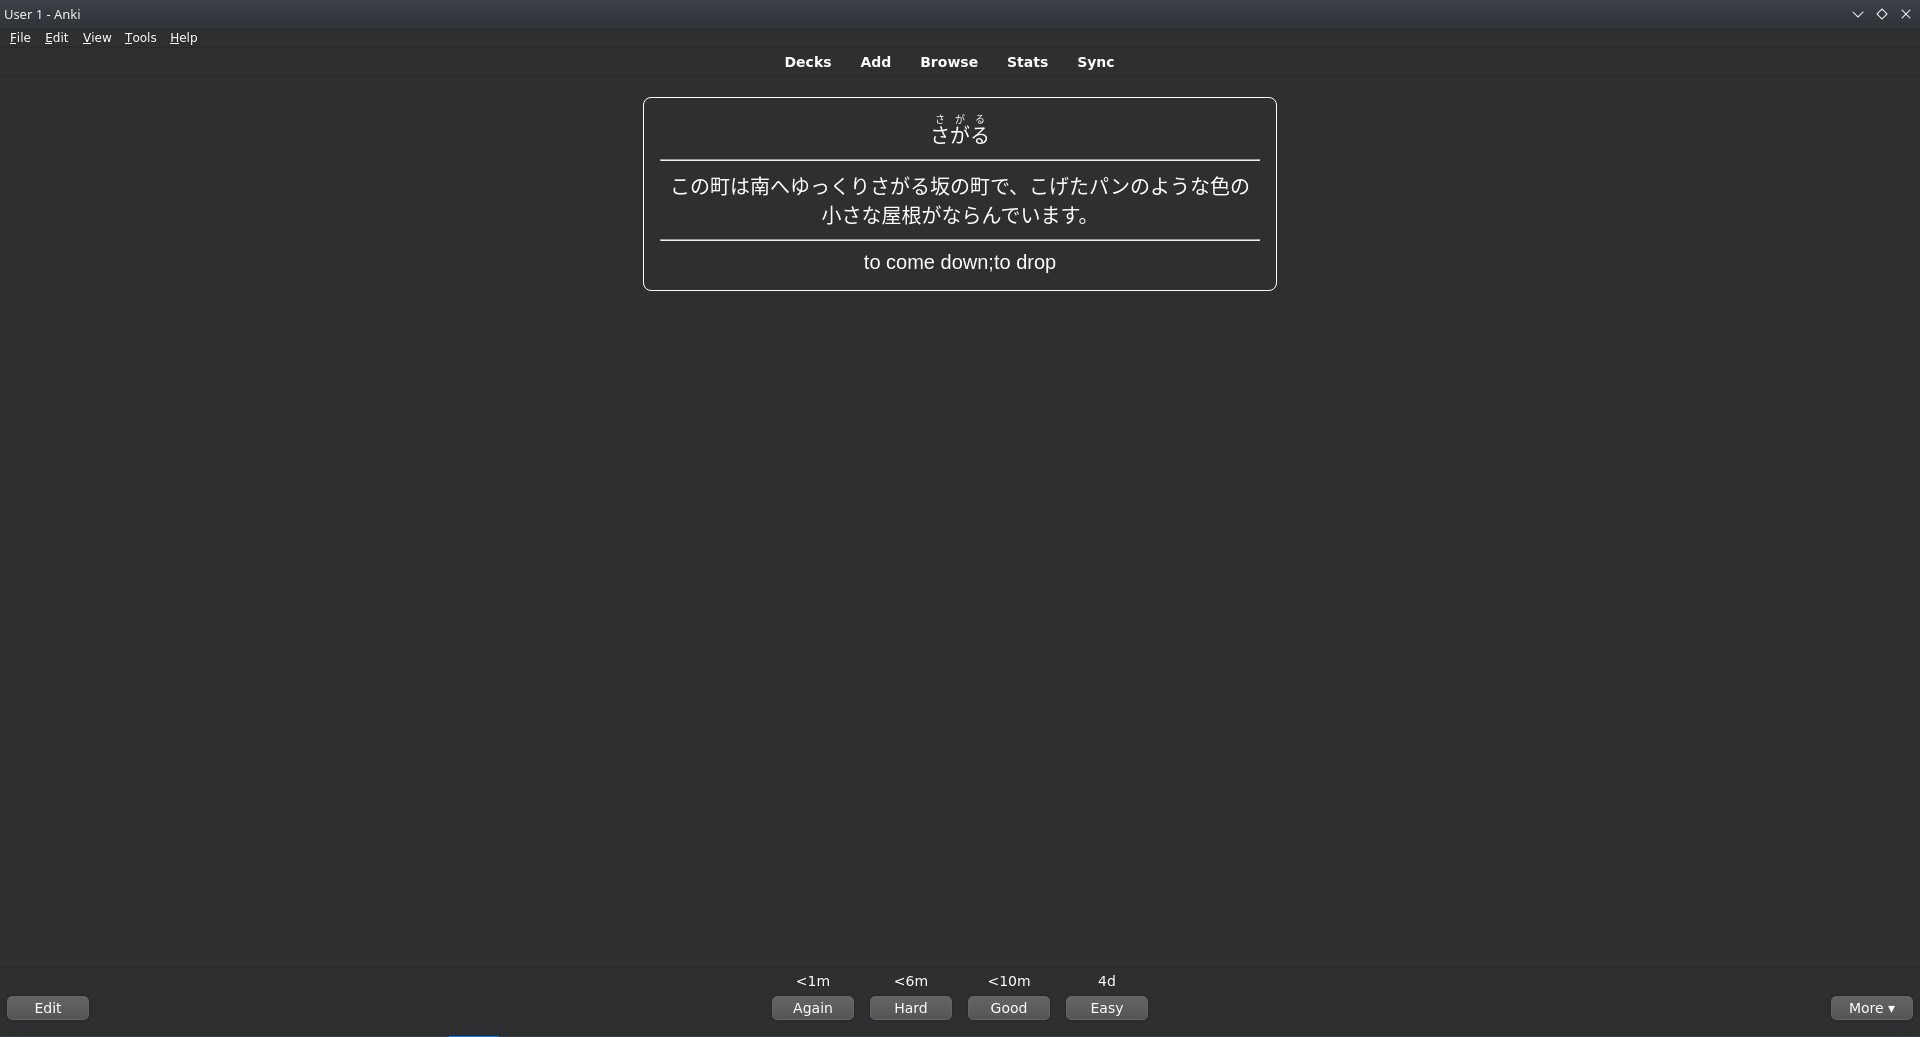 User 1 - Anki
File Edit View Tools Help
Decks Add Browse Stats Sync
さがる
さがる
この町は南へゆっくりさがる坂の町で、こげたパンのような色の
小さな屋根がならんでいます。
to come down;to drop
<1m <6m <10m 4d
Edit Again Hard Good Easy More ▾